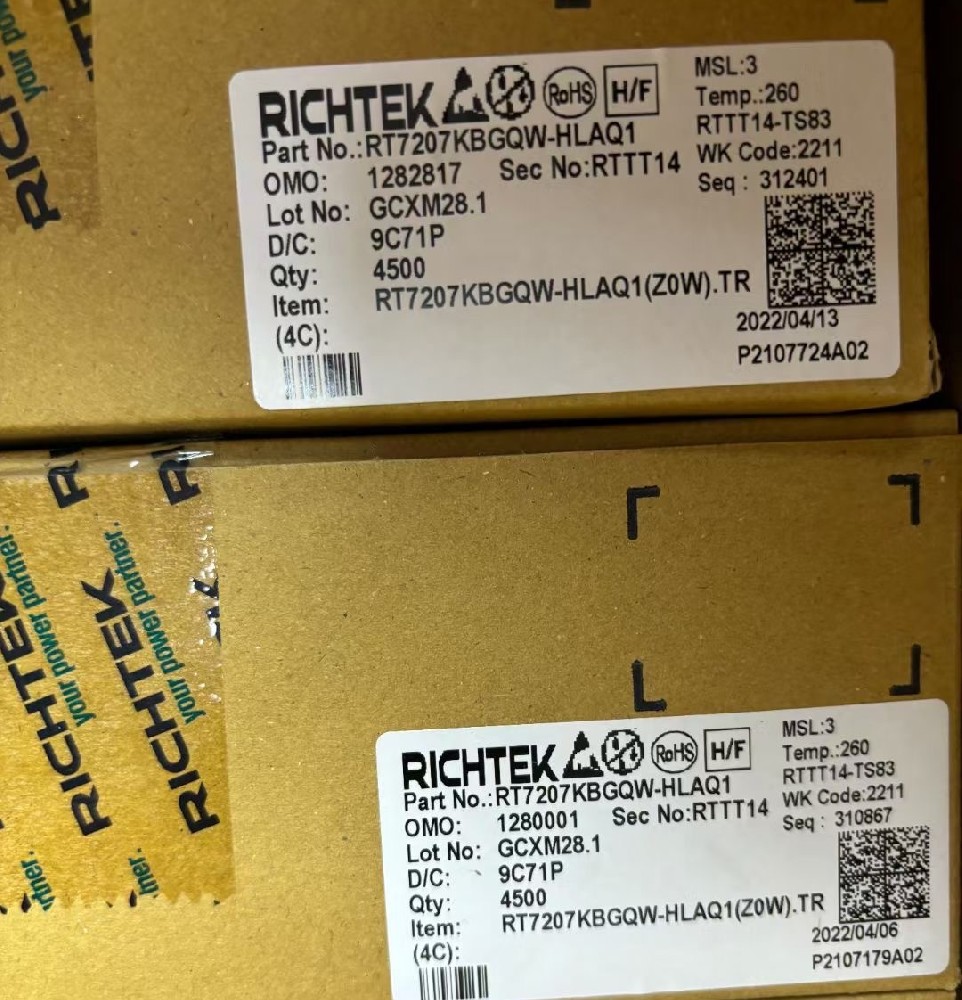 RICHTEK RoHS H/F
Part No.:RT7207KBGQW-HLAQ1
OMO: 1282817 Sec No:RTTT14
Lot No: GCXM28.1
D/C: 9C71P
Qty: 4500
Item: RT7207KBGQW-HLAQ1(Z0W).TR
(4C):
MSL:3
Temp.:260
RTTT14-TS83
WK Code:2211
Seq : 312401
2022/04/13
P2107724A02
RICHTEK
your power partner.
RICHTEK
your power partner.
RICHTEK RoHS H/F
Part No.:RT7207KBGQW-HLAQ1
OMO: 1280001 Sec No:RTTT14
Lot No: GCXM28.1
D/C: 9C71P
Qty: 4500
Item: RT7207KBGQW-HLAQ1(Z0W).TR
(4C):
MSL:3
Temp.:260
RTTT14-TS83
WK Code:2211
Seq : 310867
2022/04/06
P2107179A02